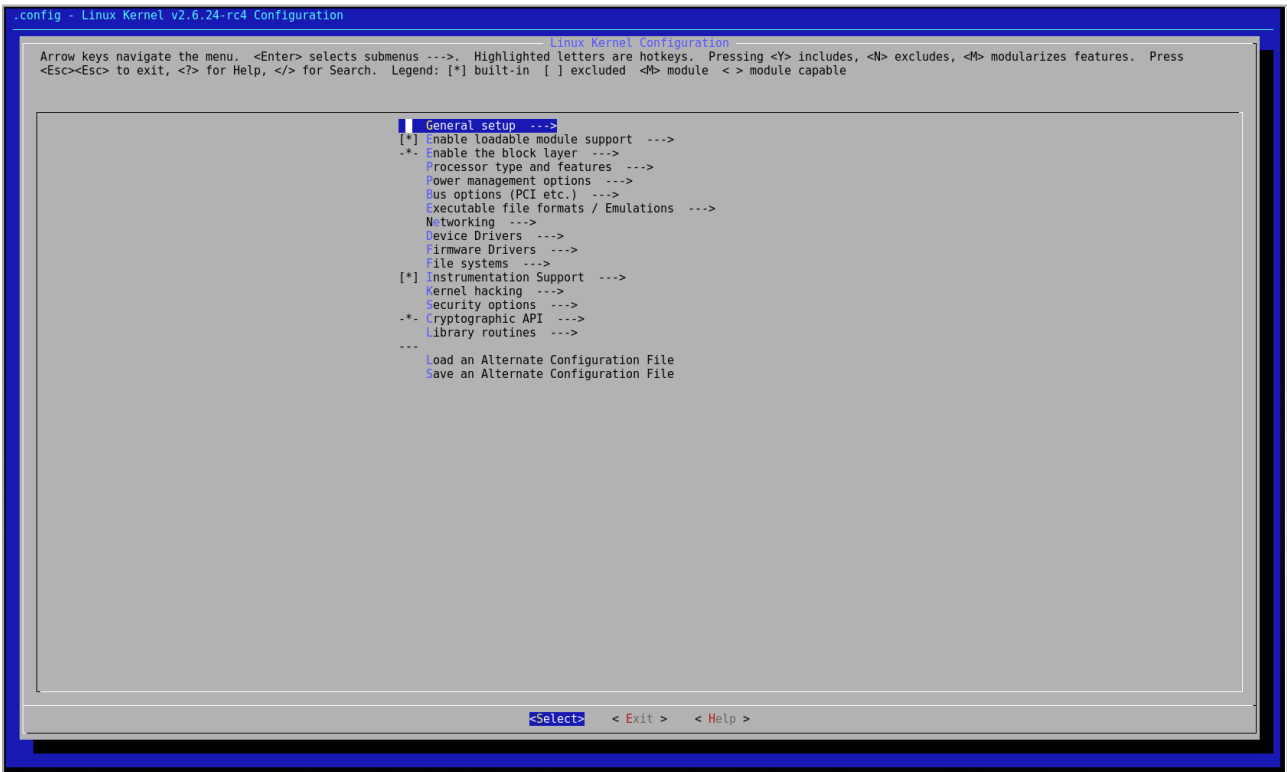 .config - Linux Kernel v2.6.24-rc4 Configuration
Linux Kernel Configuration
Arrow keys navigate the menu.  <Enter> selects submenus --->.  Highlighted letters are hotkeys.  Pressing <Y> includes, <N> excludes, <M> modularizes features.  Press
<Esc><Esc> to exit, <?> for Help, </> for Search.  Legend: [*] built-in  [ ] excluded  <M> module  < > module capable
General setup  --->
[*] Enable loadable module support  --->
-*- Enable the block layer  --->
Processor type and features  --->
Power management options  --->
Bus options (PCI etc.)  --->
Executable file formats / Emulations  --->
Networking  --->
Device Drivers  --->
Firmware Drivers  --->
File systems  --->
[*] Instrumentation Support  --->
Kernel hacking  --->
Security options  --->
-*- Cryptographic API  --->
Library routines  --->
---
Load an Alternate Configuration File
Save an Alternate Configuration File
<Select>    < Exit >    < Help >